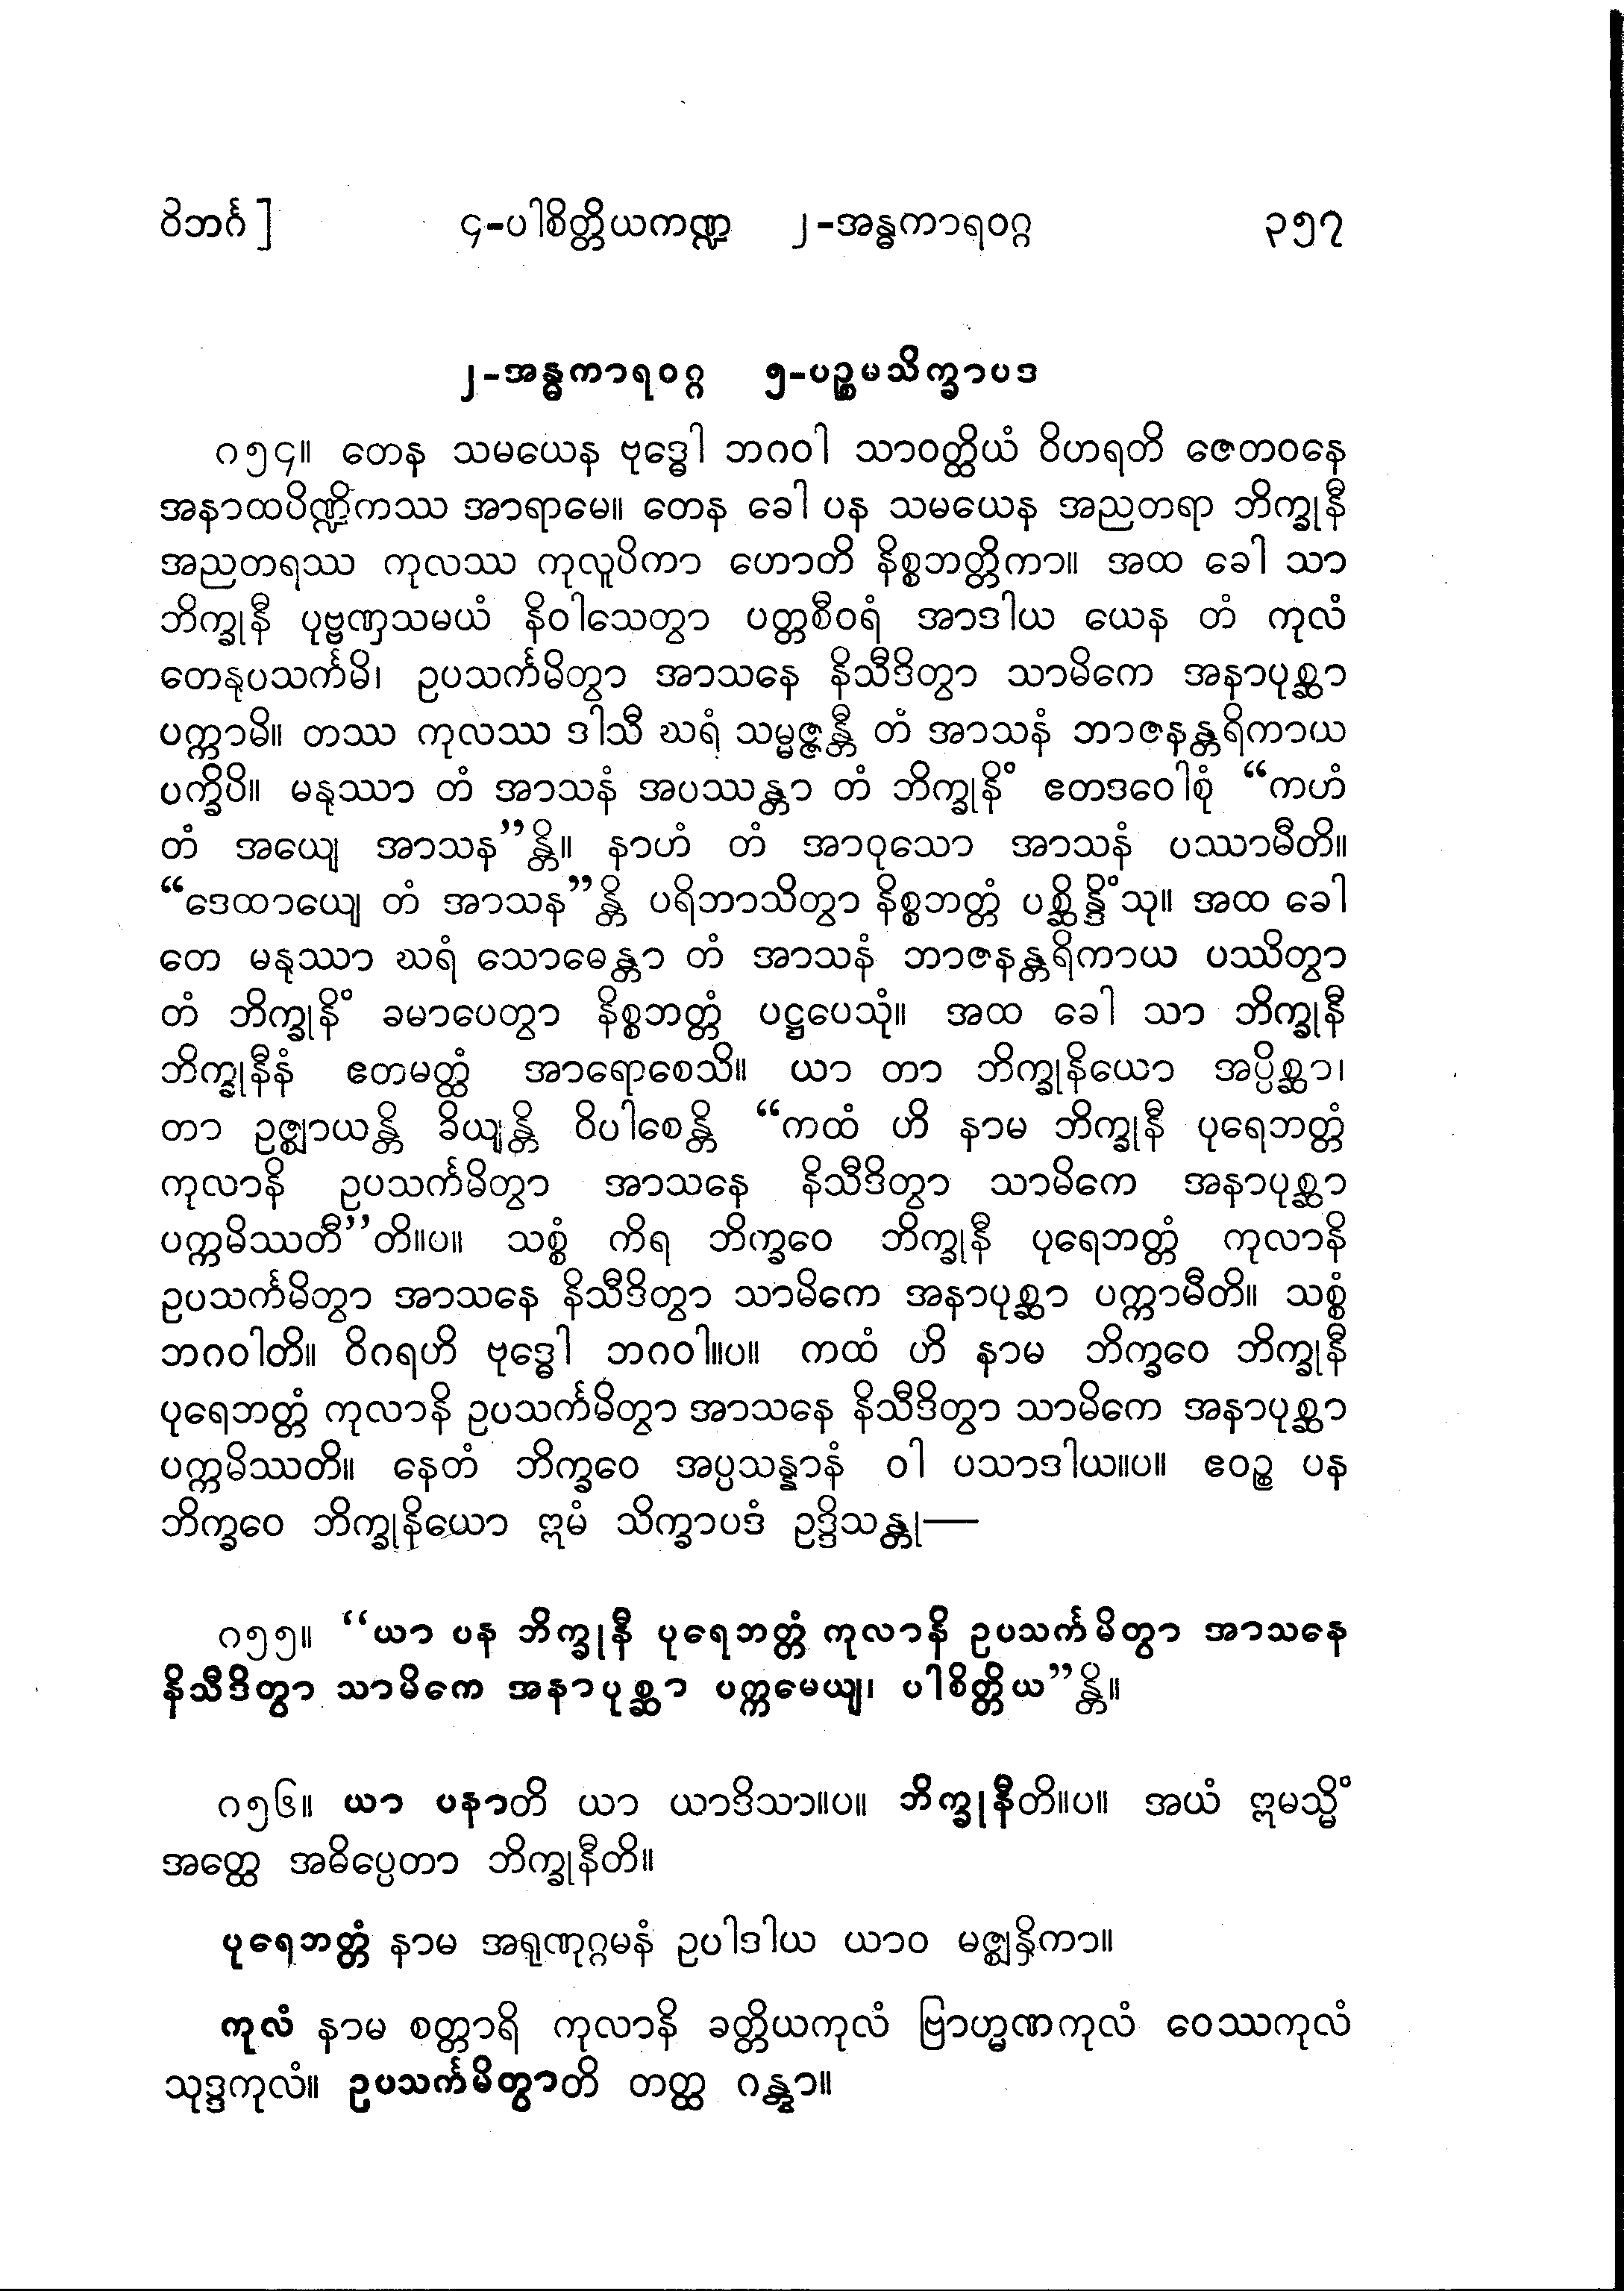 ဝိဘင်္ဂ]	၄-ပါစိတ္တိယကဏ္ဍ ၂-အန္ဓကာရဝဂ္ဂ	၃၅၇
၂-အန္ဓကာရဝဂ္ဂ ၅-ပဉ္စမသိက္ခာပဒ
၈၅၄။ တေန သမယေန ဗုဒ္ဓေါ ဘဂဝါ သာဝတ္ထိယံ ဝိဟရတိ ဇေတဝနေ
အနာထပိဏ္ဍိကဿ အာရာမေ။ တေန ခေါ ပန သမယေန အညတရာ ဘိက္ခုနီ
အညတရဿ ကုလဿ ကုလူပိကာ ဟောတိ နိစ္စဘတ္တိကာ။ အထ ခေါ သာ
ဘိက္ခုနီ ပုဗ္ဗဏှသမယံ နိဝါသေတွာ ပတ္တစီဝရံ အာဒါယ ယေန တံ ကုလံ
တေနုပသင်္ကမိ၊ ဥပသင်္ကမိတွာ အာသနေ နိသီဒိတွာ သာမိကေ အနာပုစ္ဆာ
ပက္ကာမိ။ တဿ ကုလဿ ဒါသီ ဃရံ သမ္မဇ္ဇန္တီ တံ အာသနံ ဘာဇနန္တရိကာယ
ပက္ခိပိ။ မနုဿာ တံ အာသနံ အပဿန္တာ တံ ဘိက္ခုနိံ ဧတဒဝေါစုံ “ကဟံ
တံ အယျေ အာသန”န္တိ။ နာဟံ တံ အာဝုသော အာသနံ ပဿာမီတိ။
“ဒေထာယျေ တံ အာသန”န္တိ ပရိဘာသိတွာ နိစ္စဘတ္တံ ပစ္ဆိန္ဒိံသု။ အထ ခေါ
တေ မနုဿာ ဃရံ သောဓေန္တာ တံ အာသနံ ဘာဇနန္တရိကာယ ပဿိတွာ
တံ ဘိက္ခုနိံ ခမာပေတွာ နိစ္စဘတ္တံ ပဋ္ဌပေသုံ။ အထ ခေါ သာ ဘိက္ခုနီ
ဘိက္ခုနီနံ ဧတမတ္ထံ အာရောစေသိ။ ယာ တာ ဘိက္ခုနိယော အပ္ပိစ္ဆာ၊
တာ ဥဇ္ဈာယန္တိ ခိယျန္တိ ဝိပါစေန္တိ “ကထံ ဟိ နာမ ဘိက္ခုနီ ပုရေဘတ္တံ
ကုလာနိ ဥပသင်္ကမိတွာ အာသနေ နိသီဒိတွာ သာမိကေ အနာပုစ္ဆာ
ပက္ကမိဿတီ”တိ။ပ။ သစ္စံ ကိရ ဘိက္ခဝေ ဘိက္ခုနီ ပုရေဘတ္တံ ကုလာနိ
ဥပသင်္ကမိတွာ အာသနေ နိသီဒိတွာ သာမိကေ အနာပုစ္ဆာ ပက္ကာမီတိ။ သစ္စံ
ဘဂဝါတိ။ ဝိဂရဟိ ဗုဒ္ဓေါ ဘဂဝါ။ပ။ ကထံ ဟိ နာမ ဘိက္ခဝေ ဘိက္ခုနီ
ပုရေဘတ္တံ ကုလာနိ ဥပသင်္ကမိတွာ အာသနေ နိသီဒိတွာ သာမိကေ အနာပုစ္ဆာ
ပက္ကမိဿတိ။ နေတံ ဘိက္ခဝေ အပ္ပသန္နာနံ ဝါ ပသာဒါယ။ပ။ ဧဝဉ္စ ပန
ဘိက္ခဝေ ဘိက္ခုနိယော ဣမံ သိက္ခာပဒံ ဥဒ္ဒိသန္တု—
၈၅၅။ “ယာ ပန ဘိက္ခုနီ ပုရေဘတ္တံ ကုလာနိ ဥပသင်္ကမိတွာ အာသနေ
နိသီဒိတွာ သာမိကေ အနာပုစ္ဆာ ပက္ကမေယျ၊ ပါစိတ္တိယ”န္တိ။
၈၅၆။ ယာ ပနာတိ ယာ ယာဒိသာ။ပ။ ဘိက္ခုနီတိ။ပ။ အယံ ဣမသ္မိံ
အတ္ထေ အဓိပ္ပေတာ ဘိက္ခုနီတိ။
ပုရေဘတ္တံ နာမ အရုဏုဂ္ဂမနံ ဥပါဒါယ ယာဝ မဇ္ဈန္ဟိကာ။
ကုလံ နာမ စတ္တာရိ ကုလာနိ ခတ္တိယကုလံ ဗြာဟ္မဏကုလံ ဝေဿကုလံ
သုဒ္ဒကုလံ။ ဥပသင်္ကမိတွာတိ တတ္ထ ဂန္တွာ။